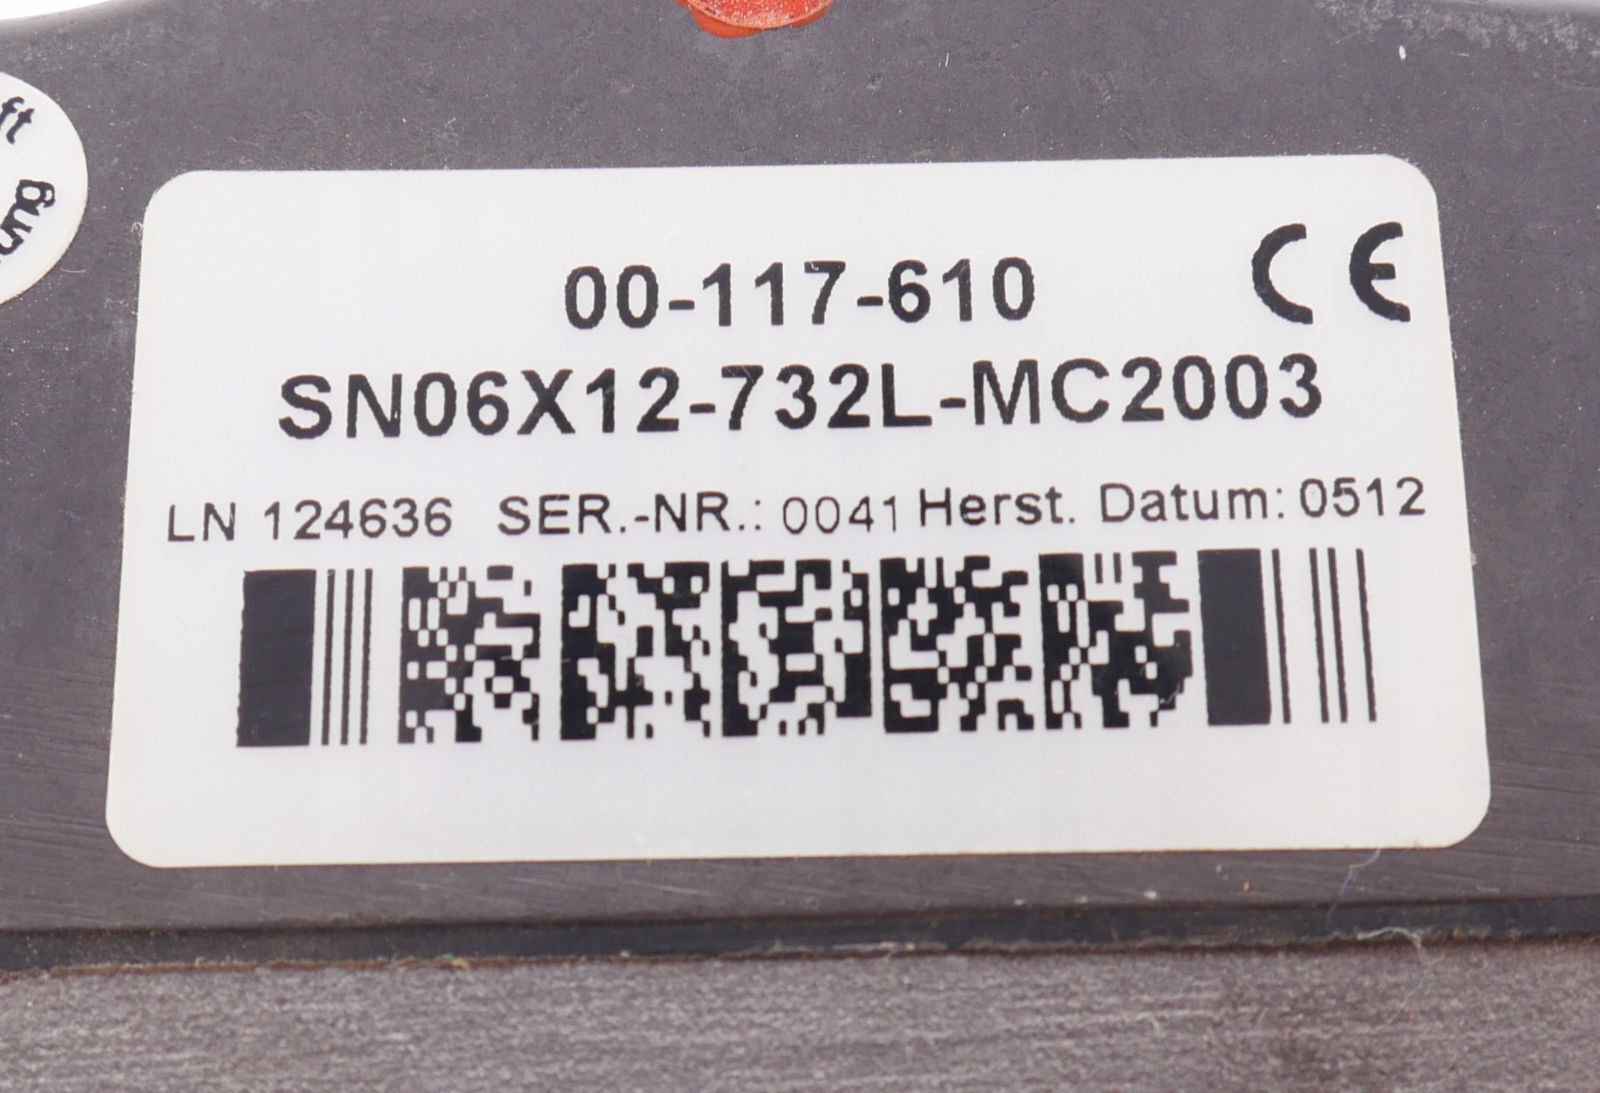 00-117-610 CE
SN06X12-732L-MC2003
LN 124636 SER.-NR.: 0041 Herst. Datum: 0512